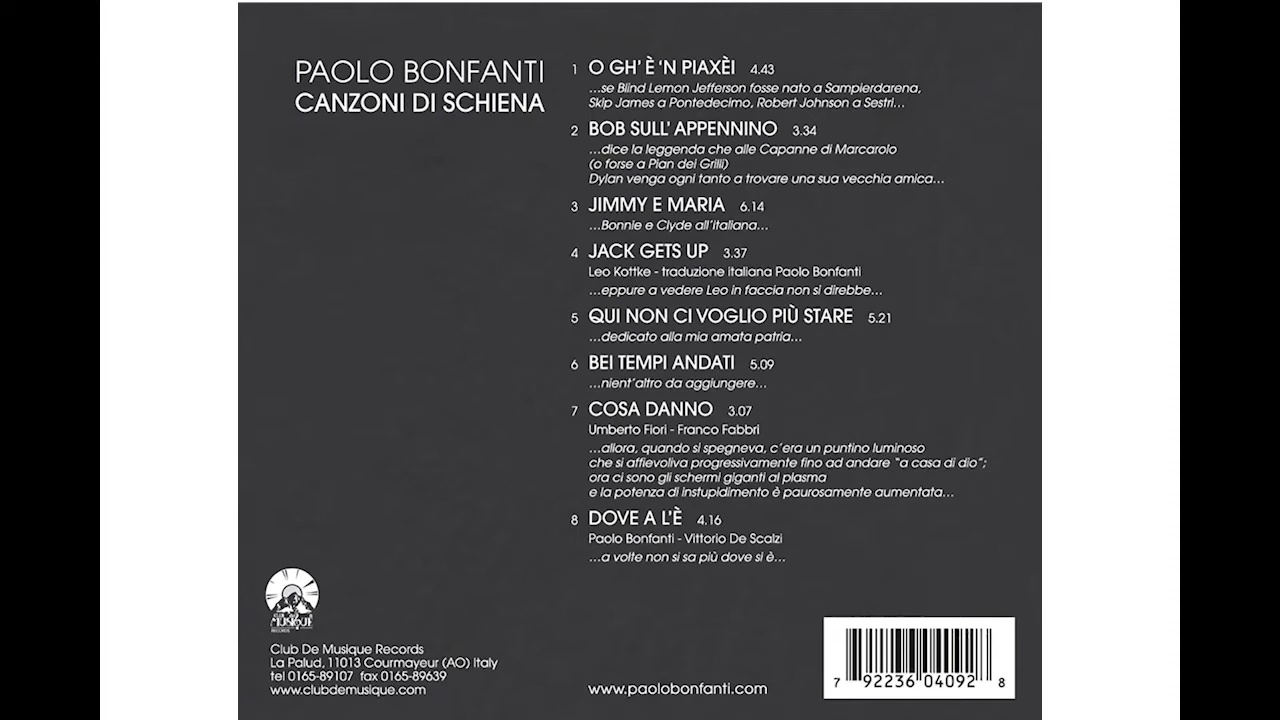 PAOLO BONFANTI
CANZONI DI SCHIENA
1 O GH' È 'N PIAXÈI 4.43
...se Blind Lemon Jefferson fosse nato a Sampierdarena,
Skip James a Pontedecimo, Robert Johnson a Sestri...
2 BOB SULL' APPENNINO 3.34
...dice la leggenda che alle Capanne di Marcarolo
(o forse a Pian dei Grilli)
Dylan venga ogni tanto a trovare una sua vecchia amica...
3 JIMMY E MARIA 6.14
...Bonnie e Clyde all'italiana...
4 JACK GETS UP 3.37
Leo Kottke - traduzione italiana Paolo Bonfanti
...eppure a vedere Leo in faccia non si direbbe...
5 QUI NON CI VOGLIO PIÙ STARE 5.21
...dedicato alla mia amata patria...
6 BEI TEMPI ANDATI 5.09
...nient'altro da aggiungere...
7 COSA DANNO 3.07
Umberto Fiori - Franco Fabbri
...allora, quando si spegneva, c'era un puntino luminoso
che si affievoliva progressivamente fino ad andare "a casa di dio";
ora ci sono gli schermi giganti al plasma
e la potenza di instupidimento è paurosamente aumentata...
8 DOVE A L'È 4.16
Paolo Bonfanti - Vittorio De Scalzi
...a volte non si sa più dove si è...
CLUB DE
MUSIQUE
RECORDS
Club De Musique Records
La Palud, 11013 Courmayeur (AO) Italy
tel 0165-89107 fax 0165-89639
www.clubdemusique.com
www.paolobonfanti.com
7 92236 04092 8